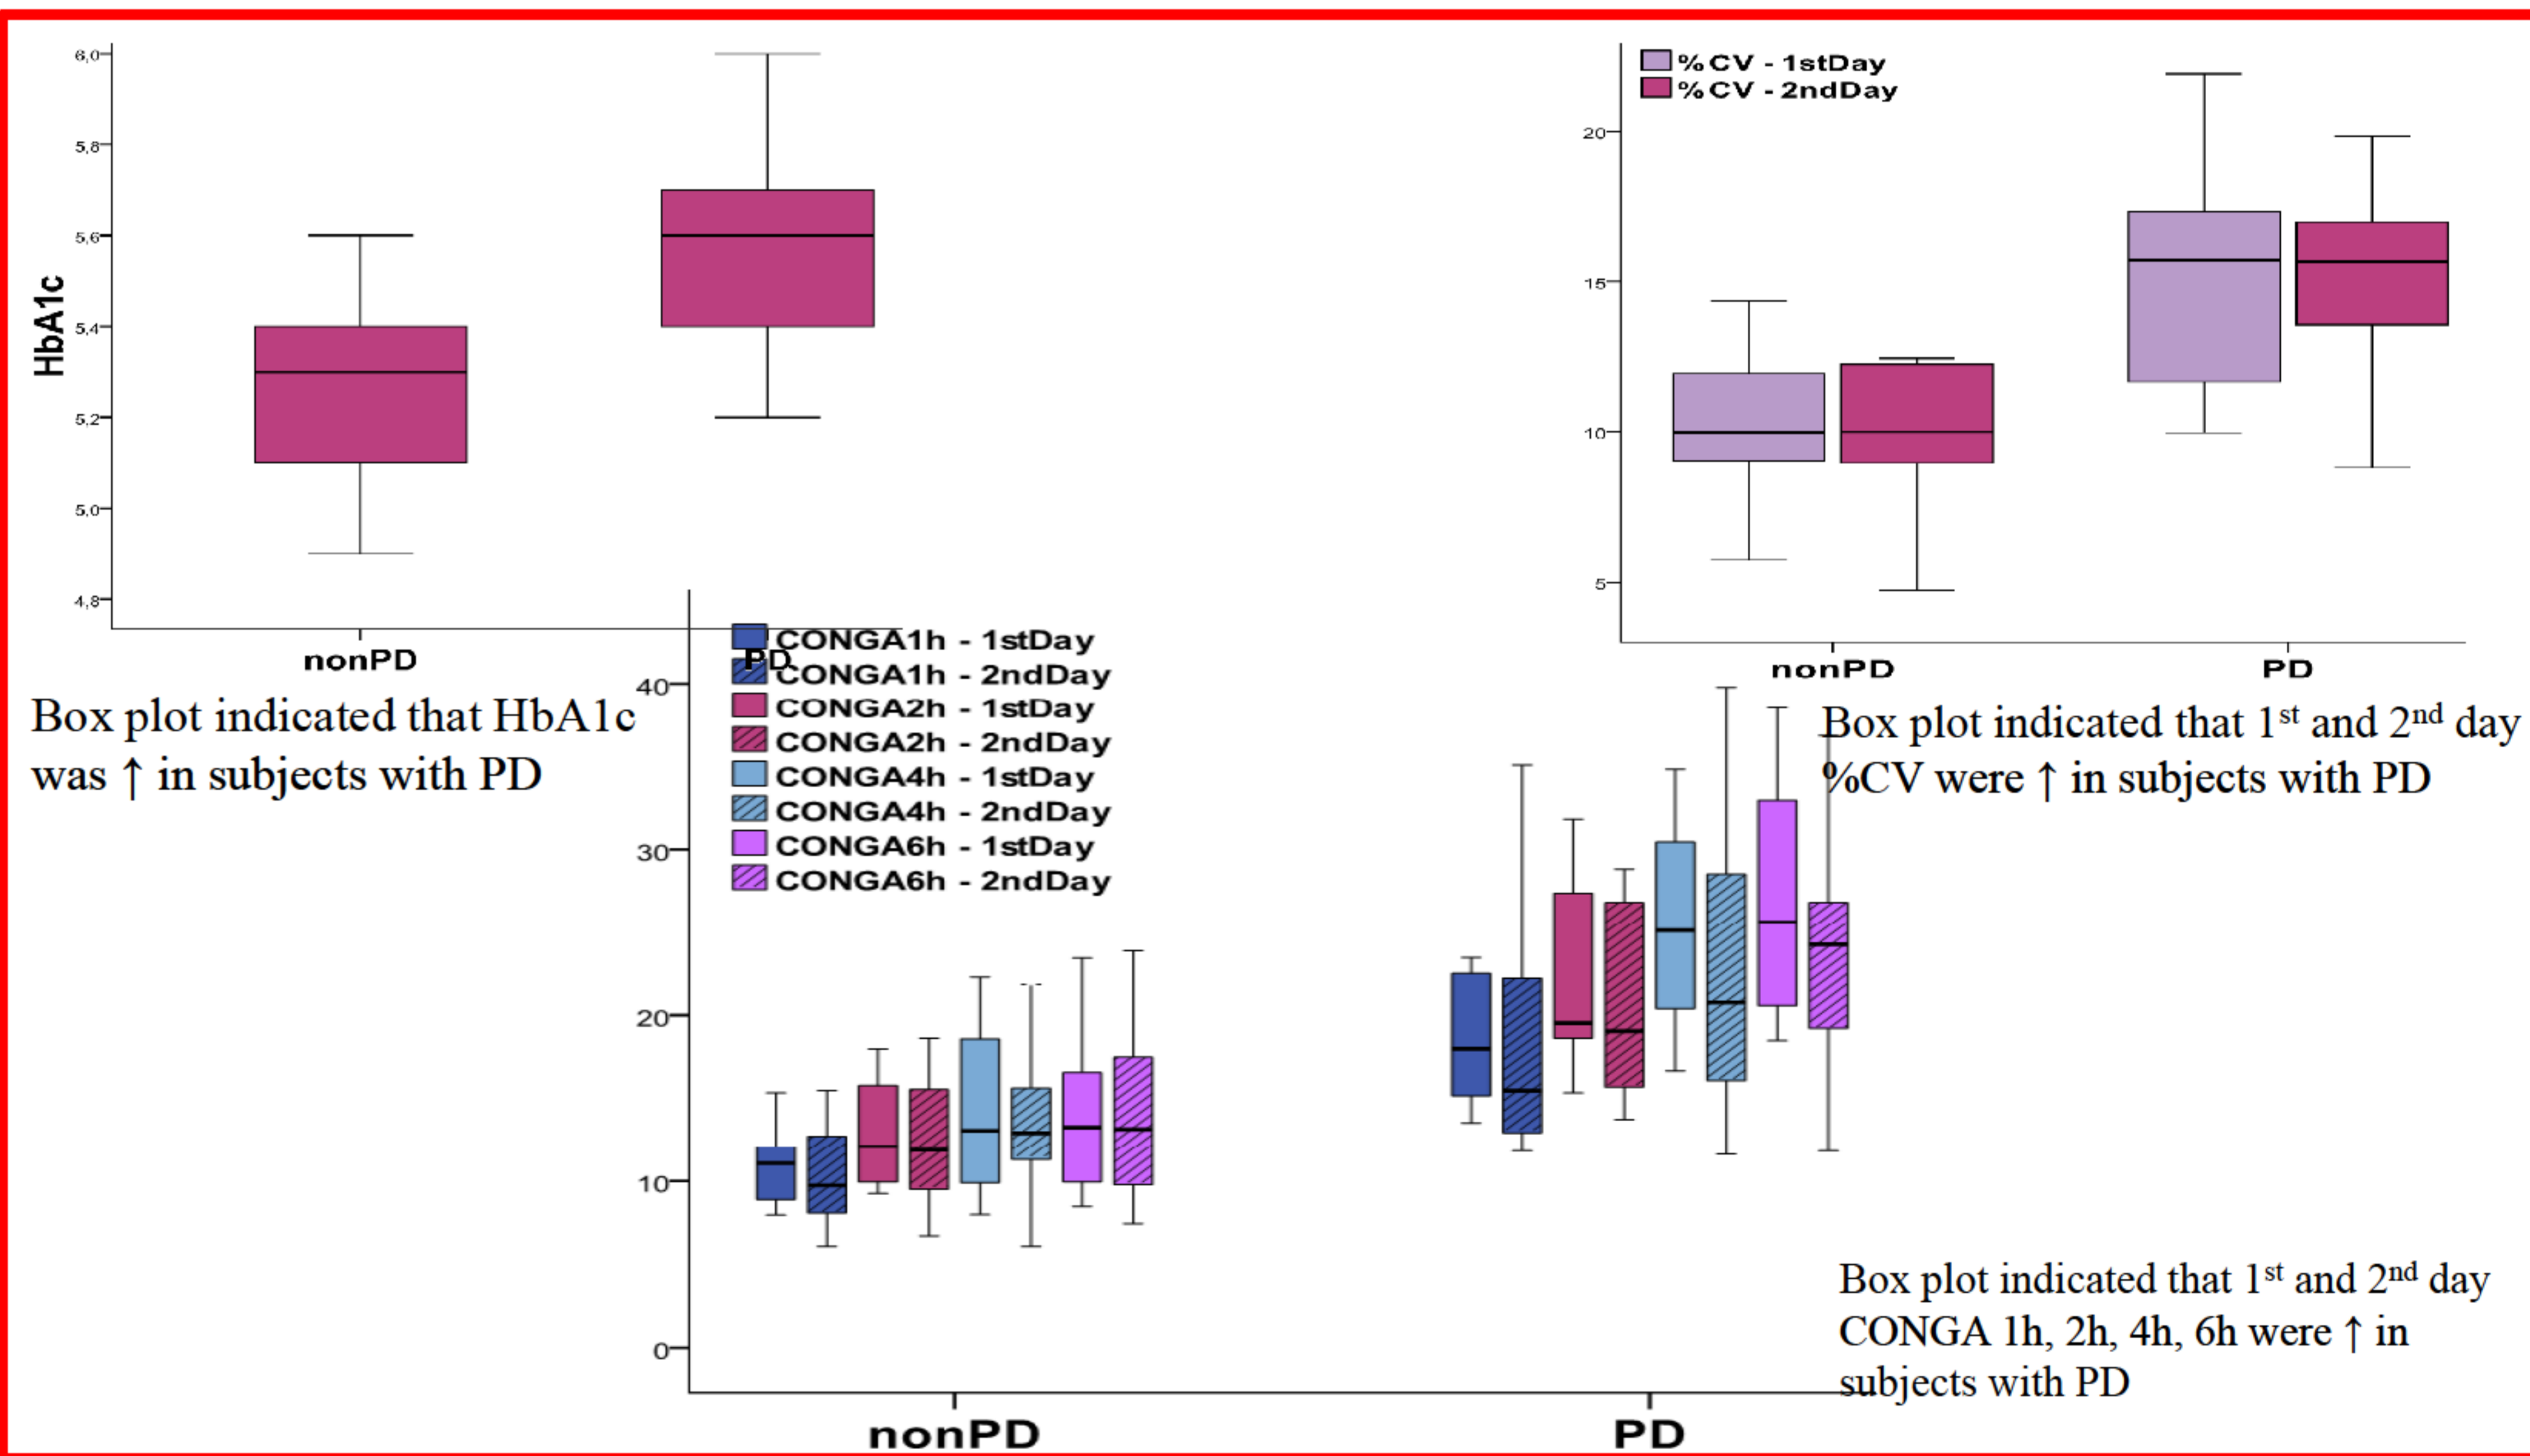 HbA1c
6,0
5,8
5,6
5,4
5,2
5,0
4,8
nonPD
PD
Box plot indicated that HbA1c
was ↑ in subjects with PD
%CV - 1stDay
%CV - 2ndDay
20
15
10
5
nonPD
PD
Box plot indicated that 1st and 2nd day
%CV were ↑ in subjects with PD
CONGA1h - 1stDay
CONGA1h - 2ndDay
CONGA2h - 1stDay
CONGA2h - 2ndDay
CONGA4h - 1stDay
CONGA4h - 2ndDay
CONGA6h - 1stDay
CONGA6h - 2ndDay
40
30
20
10
0
nonPD
PD
Box plot indicated that 1st and 2nd day
CONGA 1h, 2h, 4h, 6h were ↑ in
subjects with PD